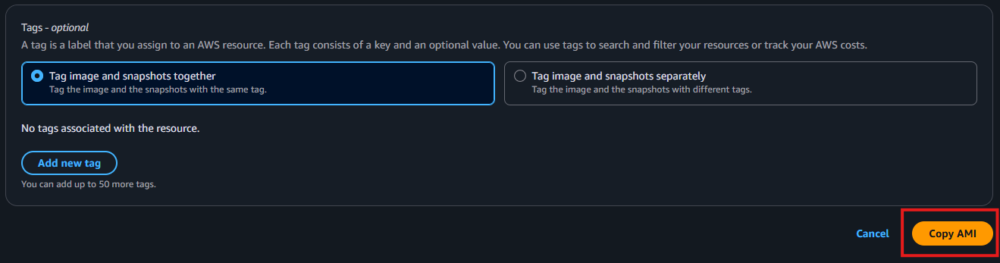 Tags - optional
A tag is a label that you assign to an AWS resource. Each tag consists of a key and an optional value. You can use tags to search and filter your resources or track your AWS costs.
Tag image and snapshots together
Tag the image and the snapshots with the same tag.
Tag image and snapshots separately
Tag the image and the snapshots with different tags.
No tags associated with the resource.
Add new tag
You can add up to 50 more tags.
Cancel
Copy AMI